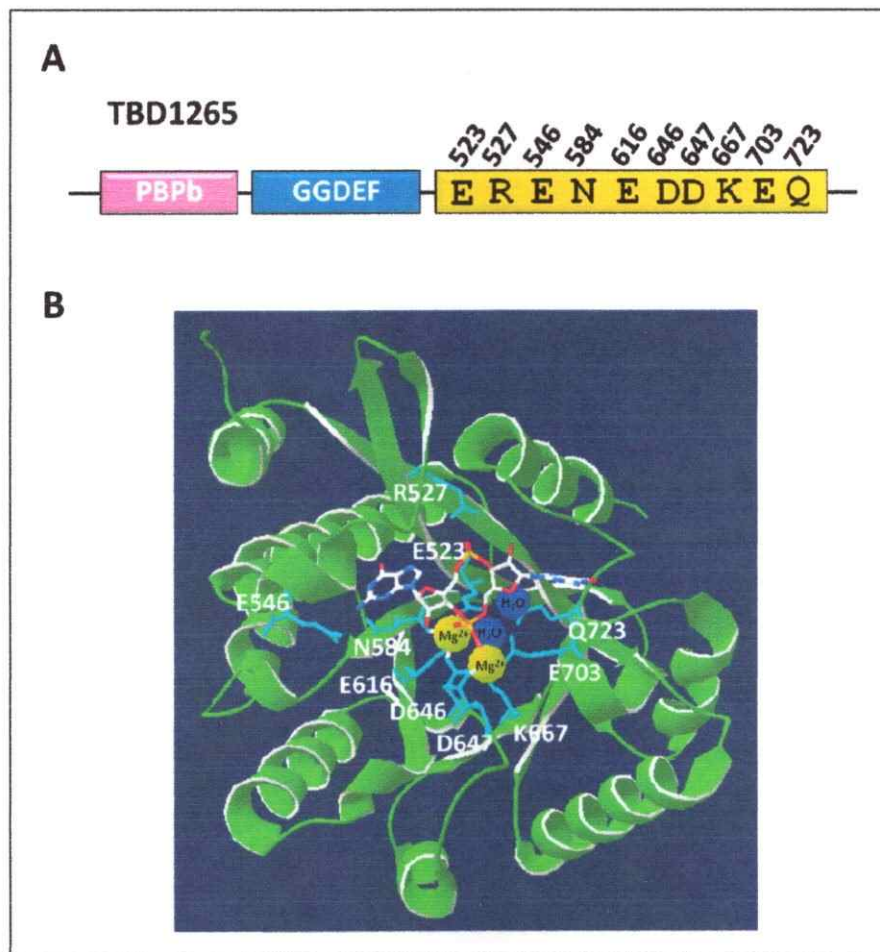 A
TBD1265
523 527 546 584 616 646 647 667 703 723
PBPb GGDEF E R E N E D D K E Q
B
R527
E523
E546
H₂O
Mg²⁺ H₂O Q723
N584
Mg²⁺ E703
E616
D646
D647 K667